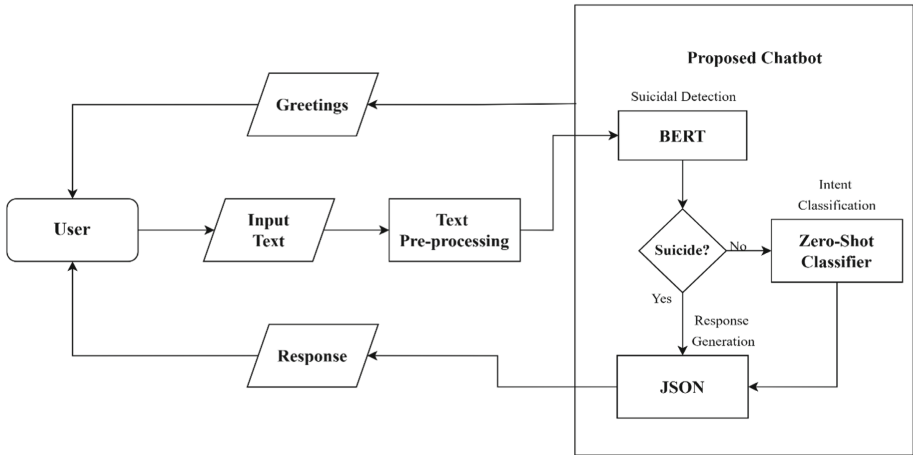 Proposed Chatbot
Greetings
Suicidal Detection
BERT
User
Input
Text
Text
Pre-processing
Suicide?
No
Intent
Classification
Zero-Shot
Classifier
Yes
Response
Generation
Response
JSON